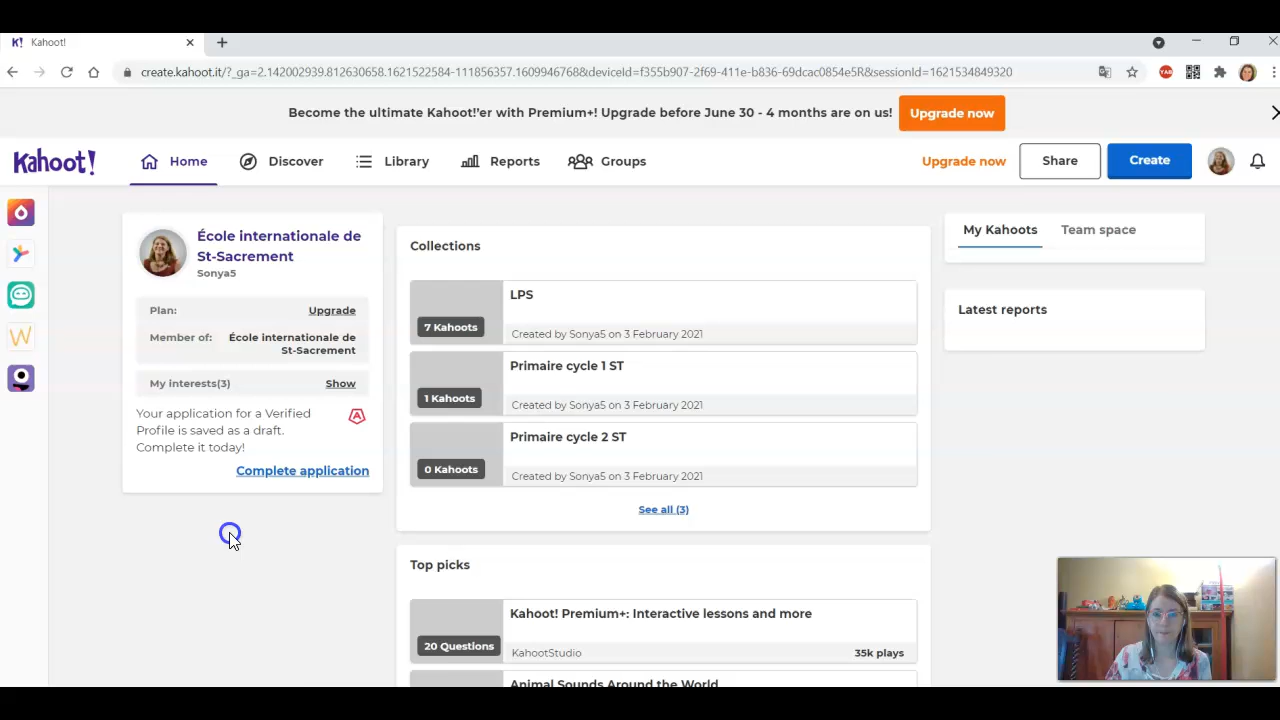 K! Kahoot!
create.kahoot.it/?_ga=2.142002939.812630658.1621522584-111856357.1609946768&deviceId=f355b907-2f69-411e-b836-69dcac0854e5R&sessionId=1621534849320
Become the ultimate Kahoot!'er with Premium+! Upgrade before June 30 - 4 months are on us!
Upgrade now
Kahoot!
Home
Discover
Library
Reports
Groups
Upgrade now
Share
Create
École internationale de
St-Sacrement
Sonya5
Plan:
Upgrade
Member of:
École internationale de
St-Sacrement
My interests(3)
Show
Your application for a Verified
Profile is saved as a draft.
Complete it today!
Complete application
Collections
LPS
7 Kahoots
Created by Sonya5 on 3 February 2021
Primaire cycle 1 ST
1 Kahoots
Created by Sonya5 on 3 February 2021
Primaire cycle 2 ST
0 Kahoots
Created by Sonya5 on 3 February 2021
See all (3)
Top picks
Kahoot! Premium+: Interactive lessons and more
20 Questions
KahootStudio
35k plays
Animal Sounds Around the World
My Kahoots
Team space
Latest reports